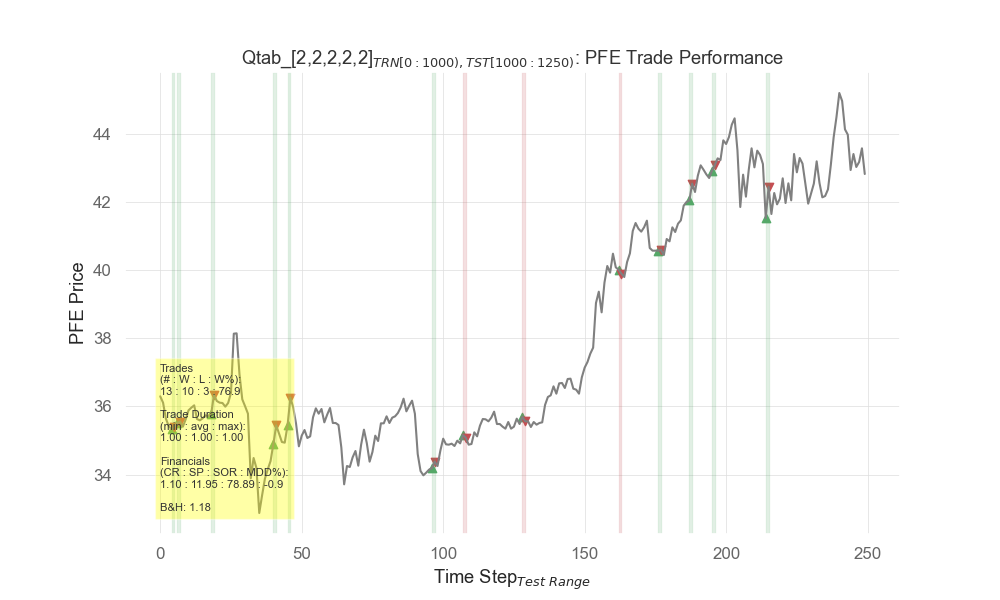 Qtab_[2,2,2,2,2]TRN[0 : 1000), TST[1000 : 1250): PFE Trade Performance
44
42
40
38
36
34
PFE Price
Trades
(# : W : L : W%):
13 : 10 : 3 : 76.9
Trade Duration
(min : avg : max):
1.00 : 1.00 : 1.00
Financials
(CR : SP : SOR : MDD%):
1.10 : 11.95 : 78.89 : -0.9
B&H: 1.18
0 50 100 150 200 250
Time StepTest Range